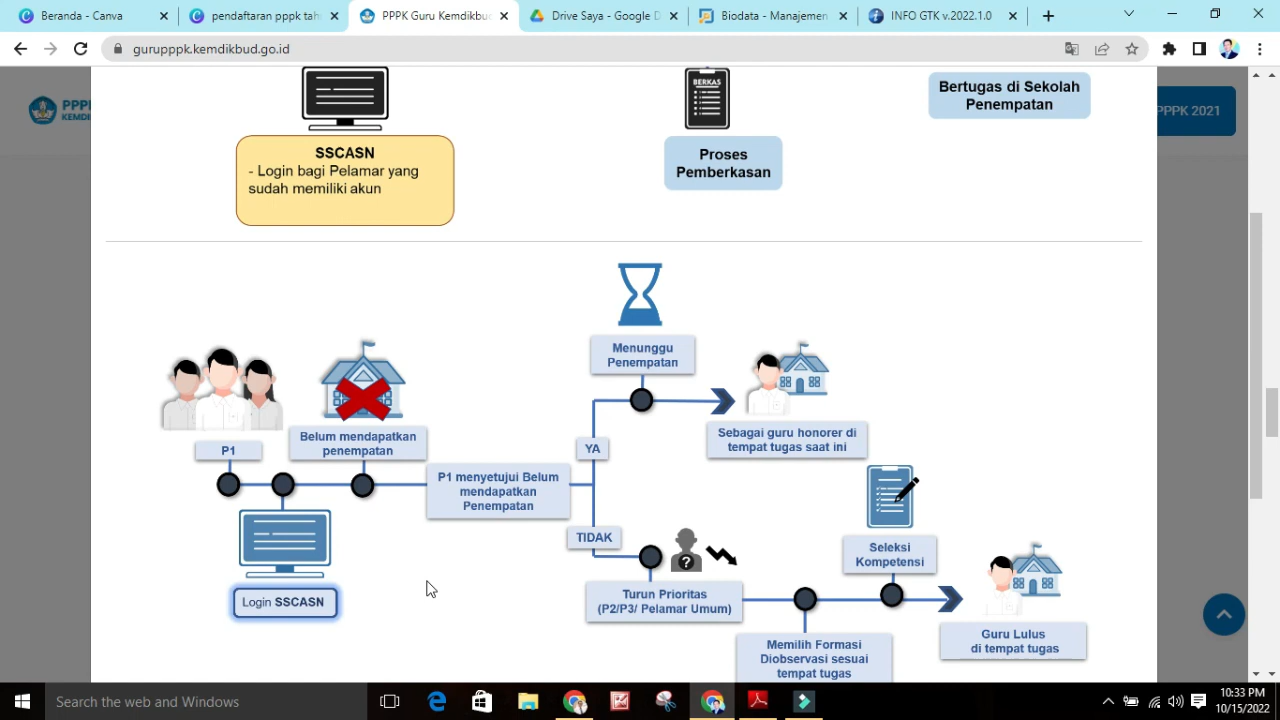 Beranda - Canva
pendaftaran tah
PPPK Guru Kemdikbud
Drive Saya - Google D
Biodata - Manajemen
INFO GTK v.2022.1.0
gurupppk.kemdikbud.go.id
PPPK 2021
BERKAS
Bertugas di Sekolah
Penempatan
SSCASN
- Login bagi Pelamar yang
sudah memiliki akun
Proses
Pemberkasan
Menunggu
Penempatan
P1
Belum mendapatkan
penempatan
YA
Sebagai guru honorer di
tempat tugas saat ini
P1 menyetujui Belum
mendapatkan
Penempatan
TIDAK
Seleksi
Kompetensi
Login SSCASN
Turun Prioritas
(P2/P3/ Pelamar Umum)
Guru Lulus
di tempat tugas
Memilih Formasi
Diobservasi sesuai
tempat tugas
Search the web and Windows
10:33 PM
10/15/2022